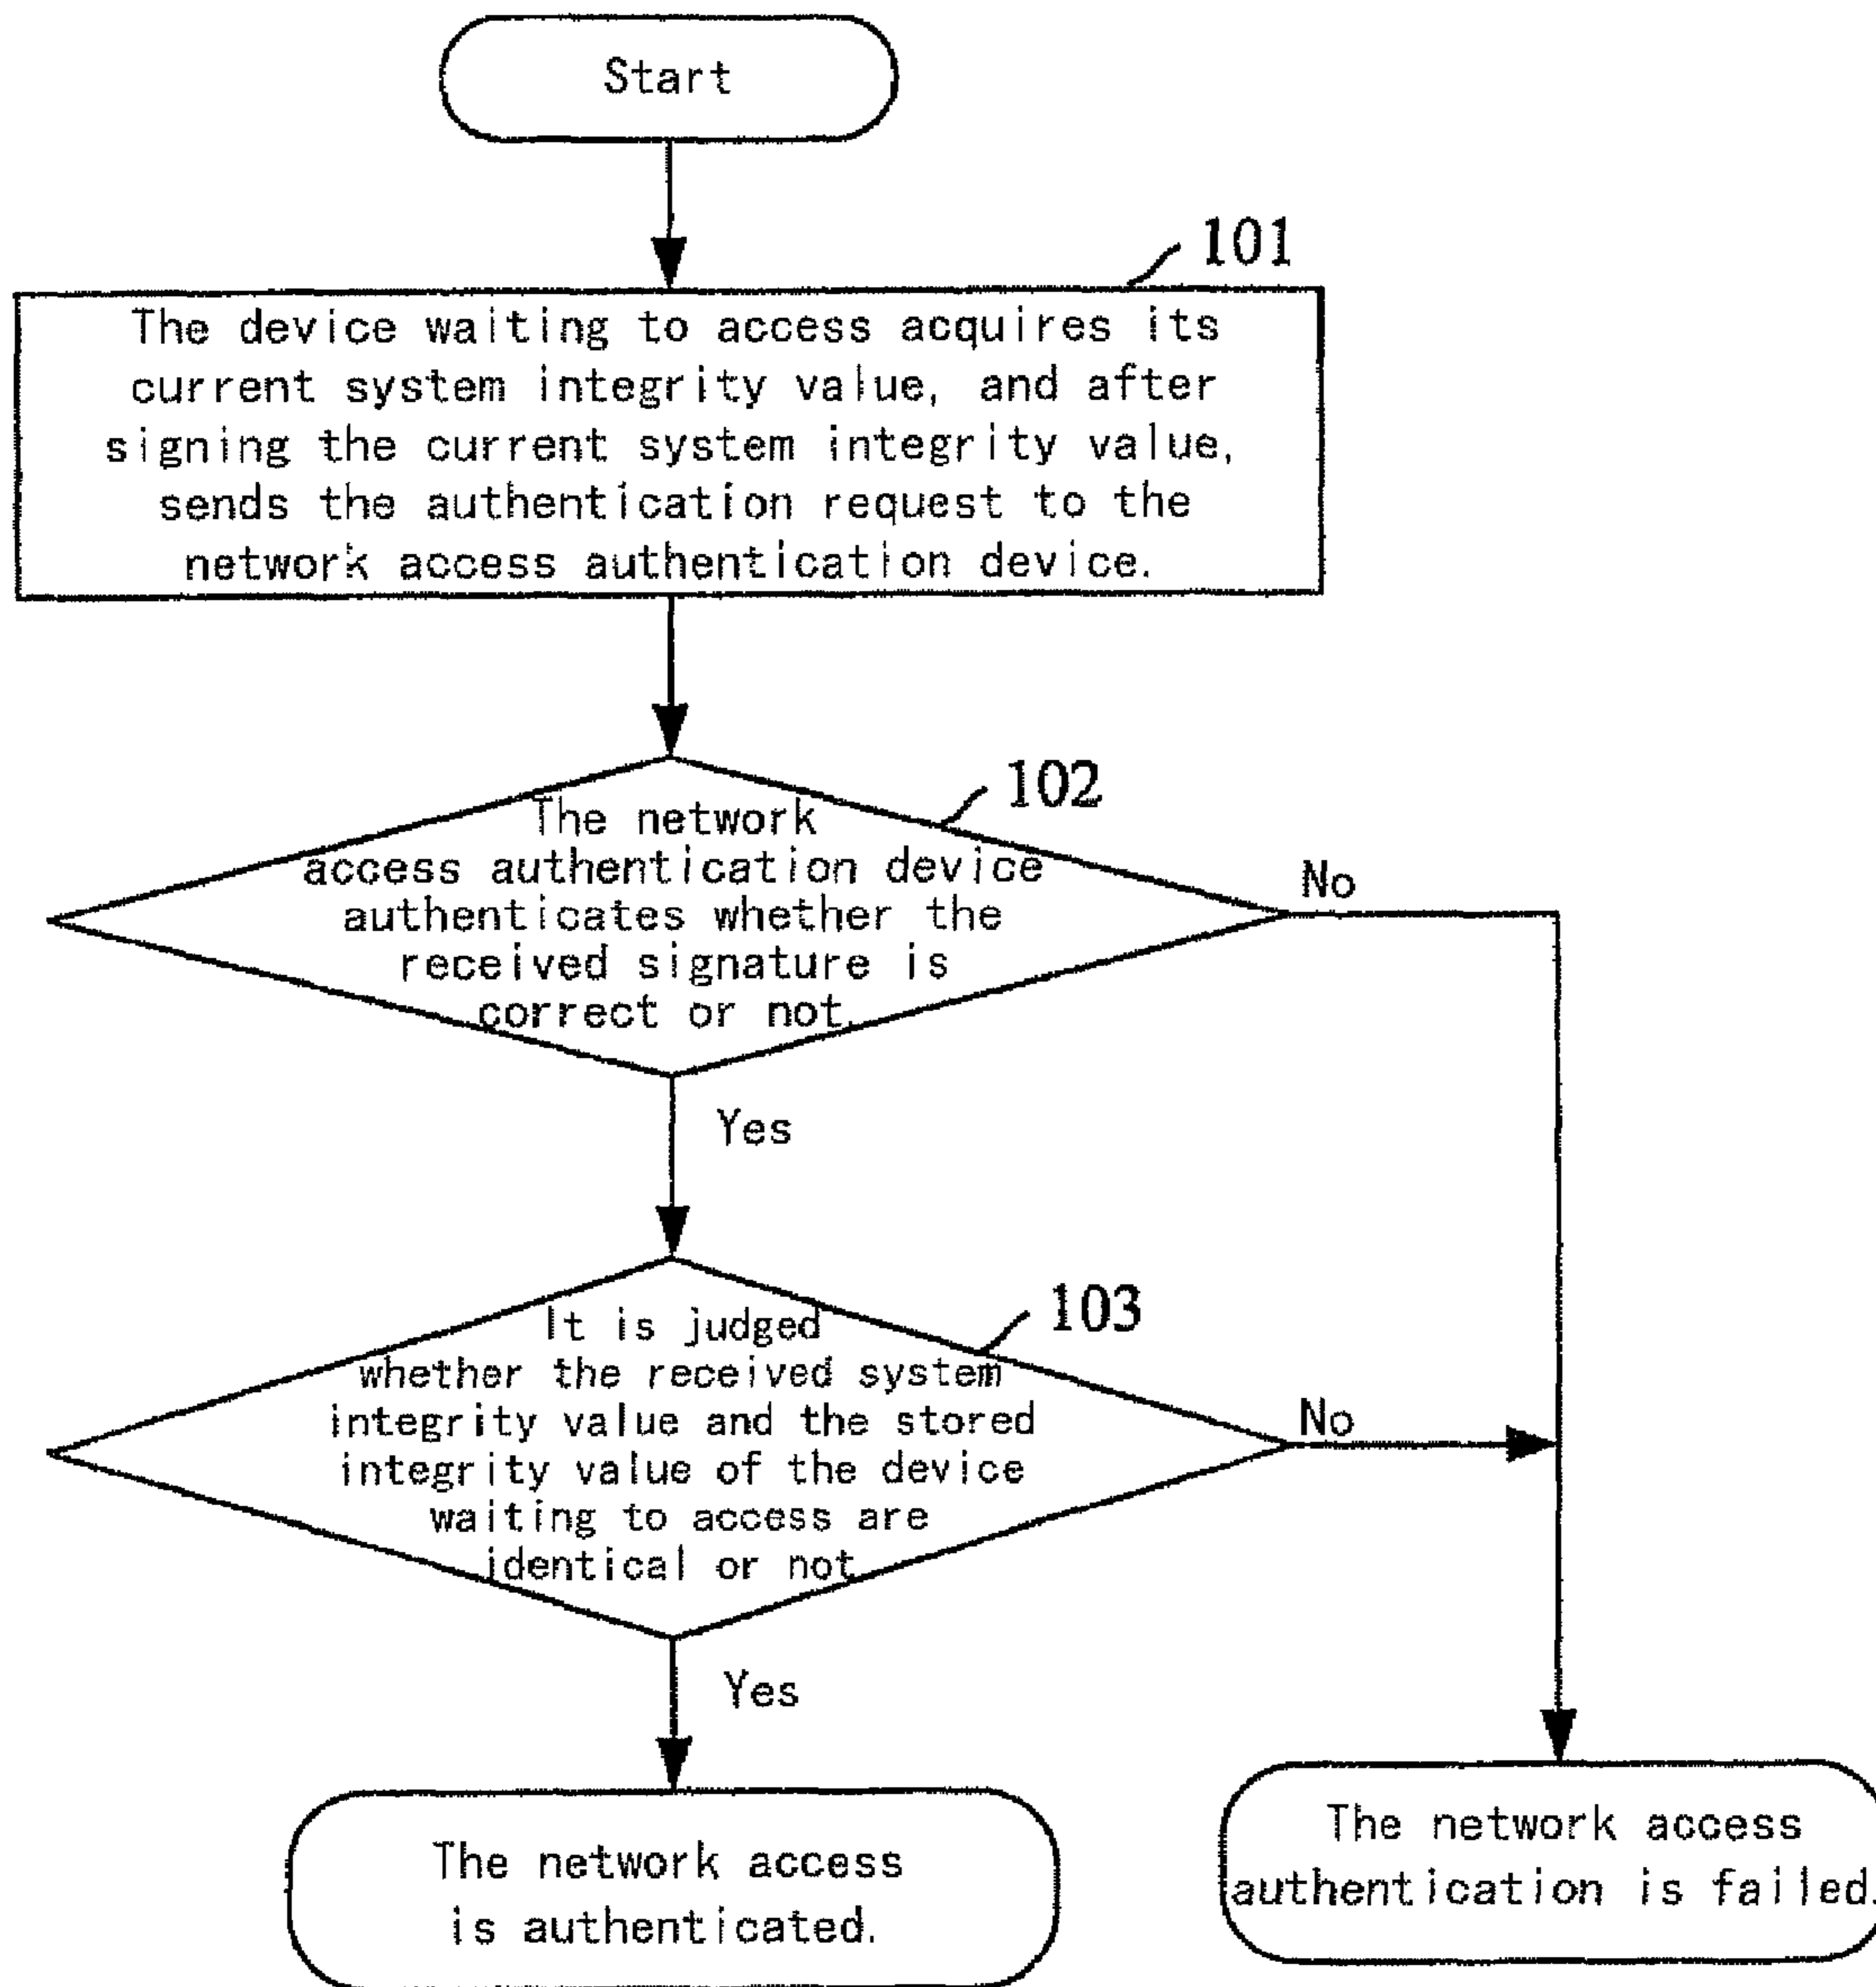 Start
101
The device waiting to access acquires its
current system integrity value, and after
signing the current system integrity value,
sends the authentication request to the
network access authentication device.
102
The network
access authentication device
authenticates whether the
received signature is
correct or not.
No
Yes
103
It is judged
whether the received system
integrity value and the stored
integrity value of the device
waiting to access are
identical or not
No
Yes
The network access
is authenticated.
The network access
authentication is failed.